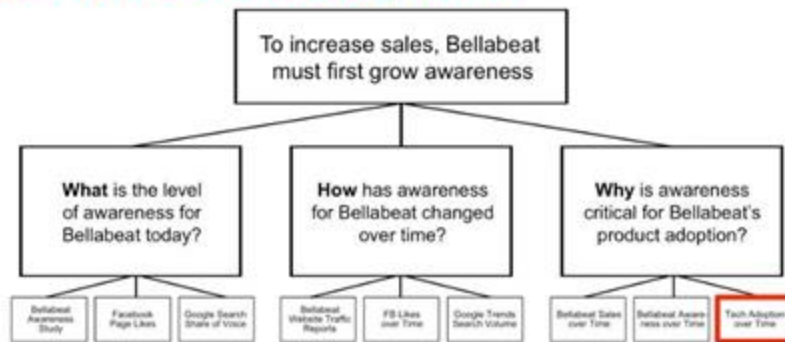 To increase sales, Bellabeat
must first grow awareness
What is the level
of awareness for
Bellabeat today?
How has awareness
for Bellabeat changed
over time?
Why is awareness
critical for Bellabeat's
product adoption?
Bellabeat
Awareness
Study
Facebook
Page Likes
Google Search
Share of Voice
Bellabeat
Website Traffic
Reports
FB Likes
over Time
Google Trends
Search Volume
Bellabeat Sales
over Time
Bellabeat Aware-
ness over Time
Tech Adoption
over Time